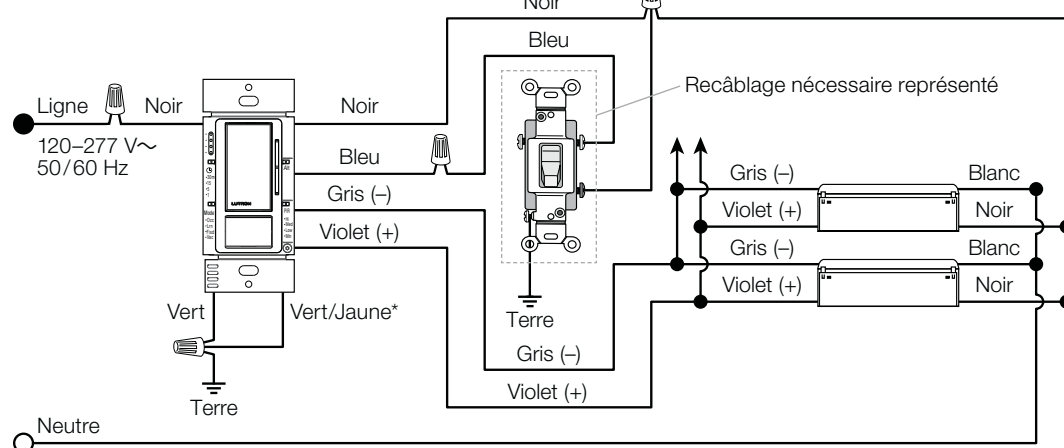 Noir
Bleu
Recâblage nécessaire représenté
Ligne
Noir
Noir
120–277 V~
50/60 Hz
Bleu
Gris (–)
Violet (+)
LUTRON
Gris (–)
Blanc
Violet (+)
Noir
Gris (–)
Blanc
Violet (+)
Noir
Vert
Vert/Jaune*
Terre
Terre
Gris (–)
Violet (+)
Neutre